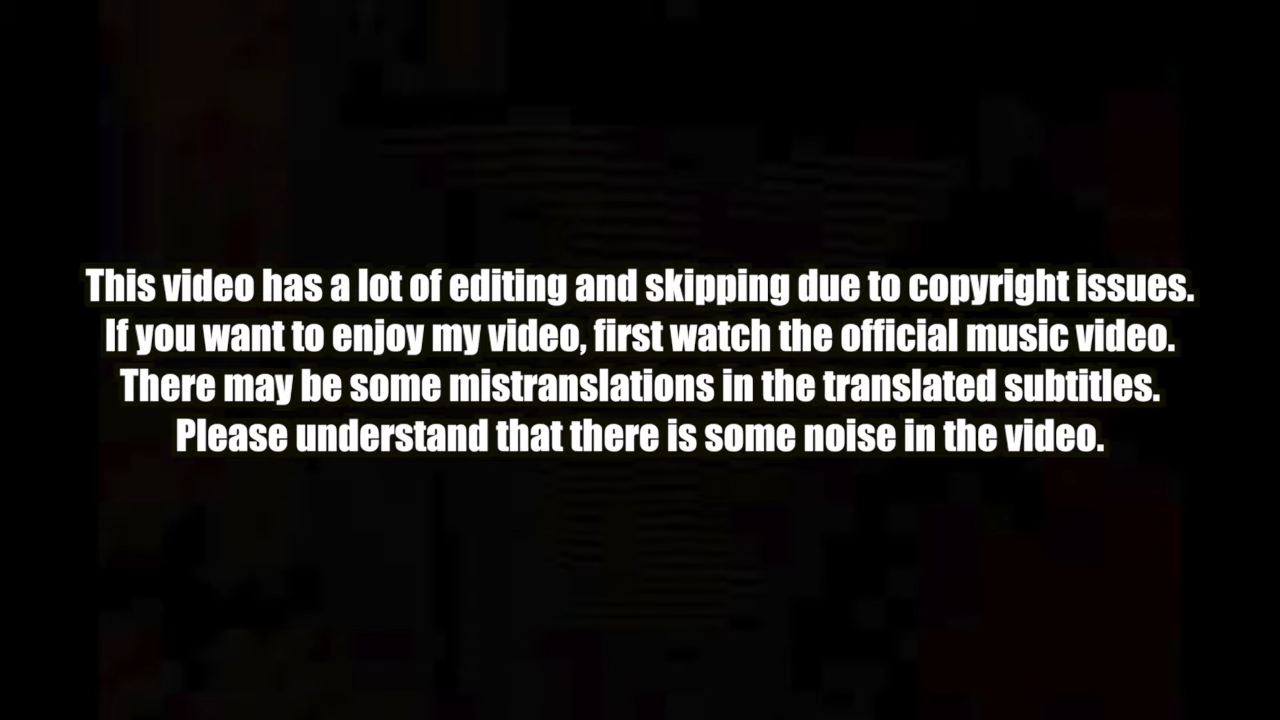 This video has a lot of editing and skipping due to copyright issues.
If you want to enjoy my video, first watch the official music video.
There may be some mistranslations in the translated subtitles.
Please understand that there is some noise in the video.